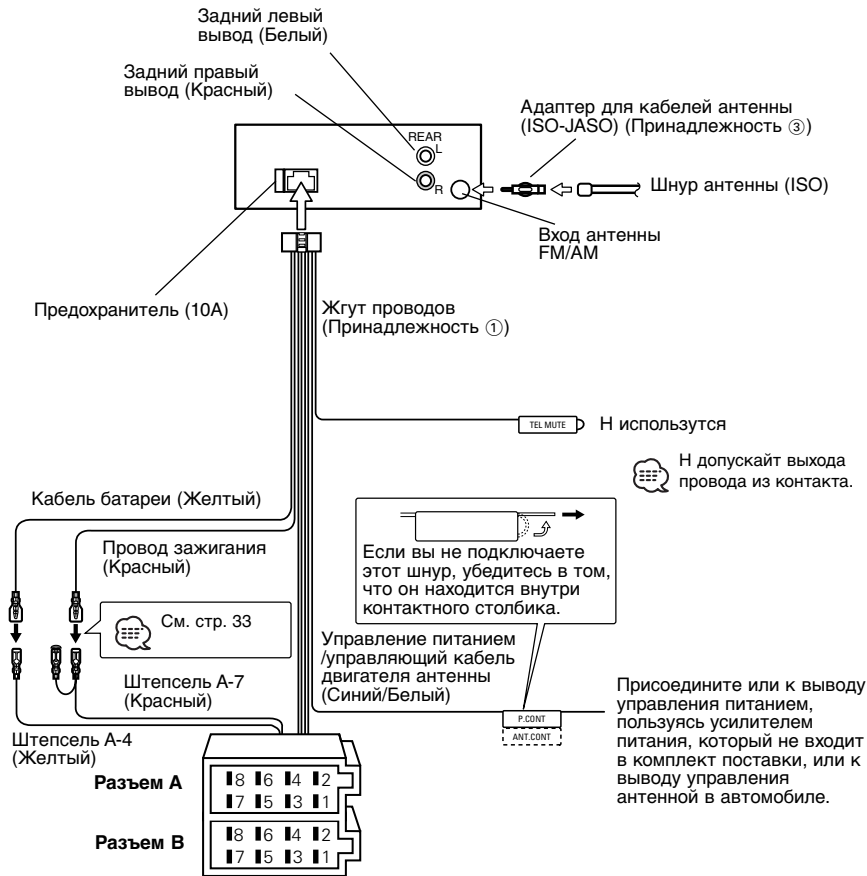 Задний левый
вывод (Белый)
Задний правый
вывод (Красный)
Адаптер для кабелей антенны
(ISO-JASO) (Принадлежность ③)
REAR
L
R
Шнур антенны (ISO)
Вход антенны
FM/AM
Предохранитель (10А)
Жгут проводов
(Принадлежность ①)
TEL MUTE
Н использутся
Н допускайт выхода
провода из контакта.
Кабель батареи (Желтый)
Провод зажигания
(Красный)
Если вы не подключаете
этот шнур, убедитесь в том,
что он находится внутри
контактного столбика.
См. стр. 33
Управление питанием
/управляющий кабель
двигателя антенны
(Синий/Белый)
Штепсель А-7
(Красный)
P.CONT
ANT.CONT
Присоедините или к выводу
управления питанием,
пользуясь усилителем
питания, который не входит
в комплект поставки, или к
выводу управления
антенной в автомобиле.
Штепсель А-4
(Желтый)
Разъем А
8 6 4 2
7 5 3 1
Разъем В
8 6 4 2
7 5 3 1